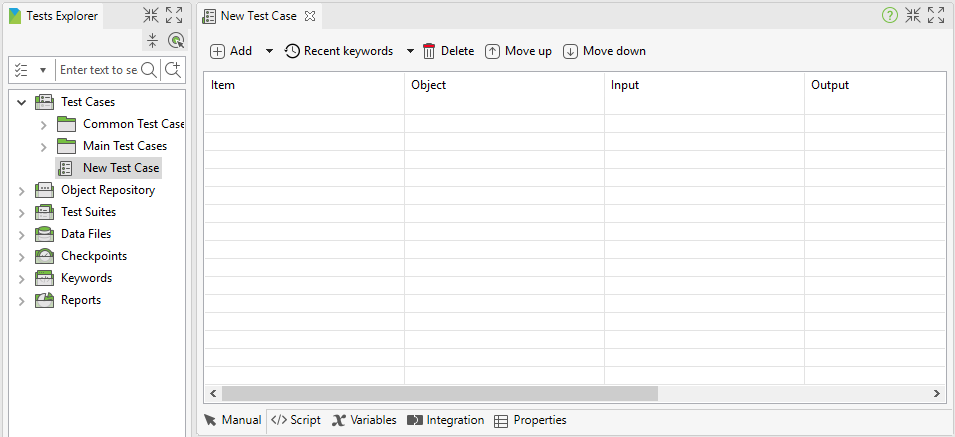 Tests Explorer
Enter text to se
Test Cases
Common Test Case
Main Test Cases
New Test Case
Object Repository
Test Suites
Data Files
Checkpoints
Keywords
Reports
New Test Case
?
Add Recent keywords Delete Move up Move down
Item Object Input Output
Manual </> Script Variables Integration Properties